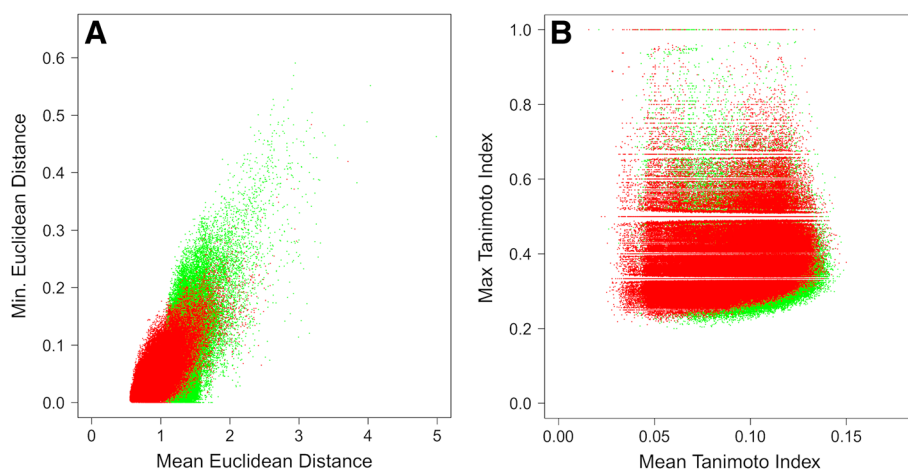 A
Min. Euclidean Distance
0.6
0.5
0.4
0.3
0.2
0.1
0.0
0 1 2 3 4 5
Mean Euclidean Distance
B
Max Tanimoto Index
1.0
0.8
0.6
0.4
0.2
0.0
0.00 0.05 0.10 0.15
Mean Tanimoto Index